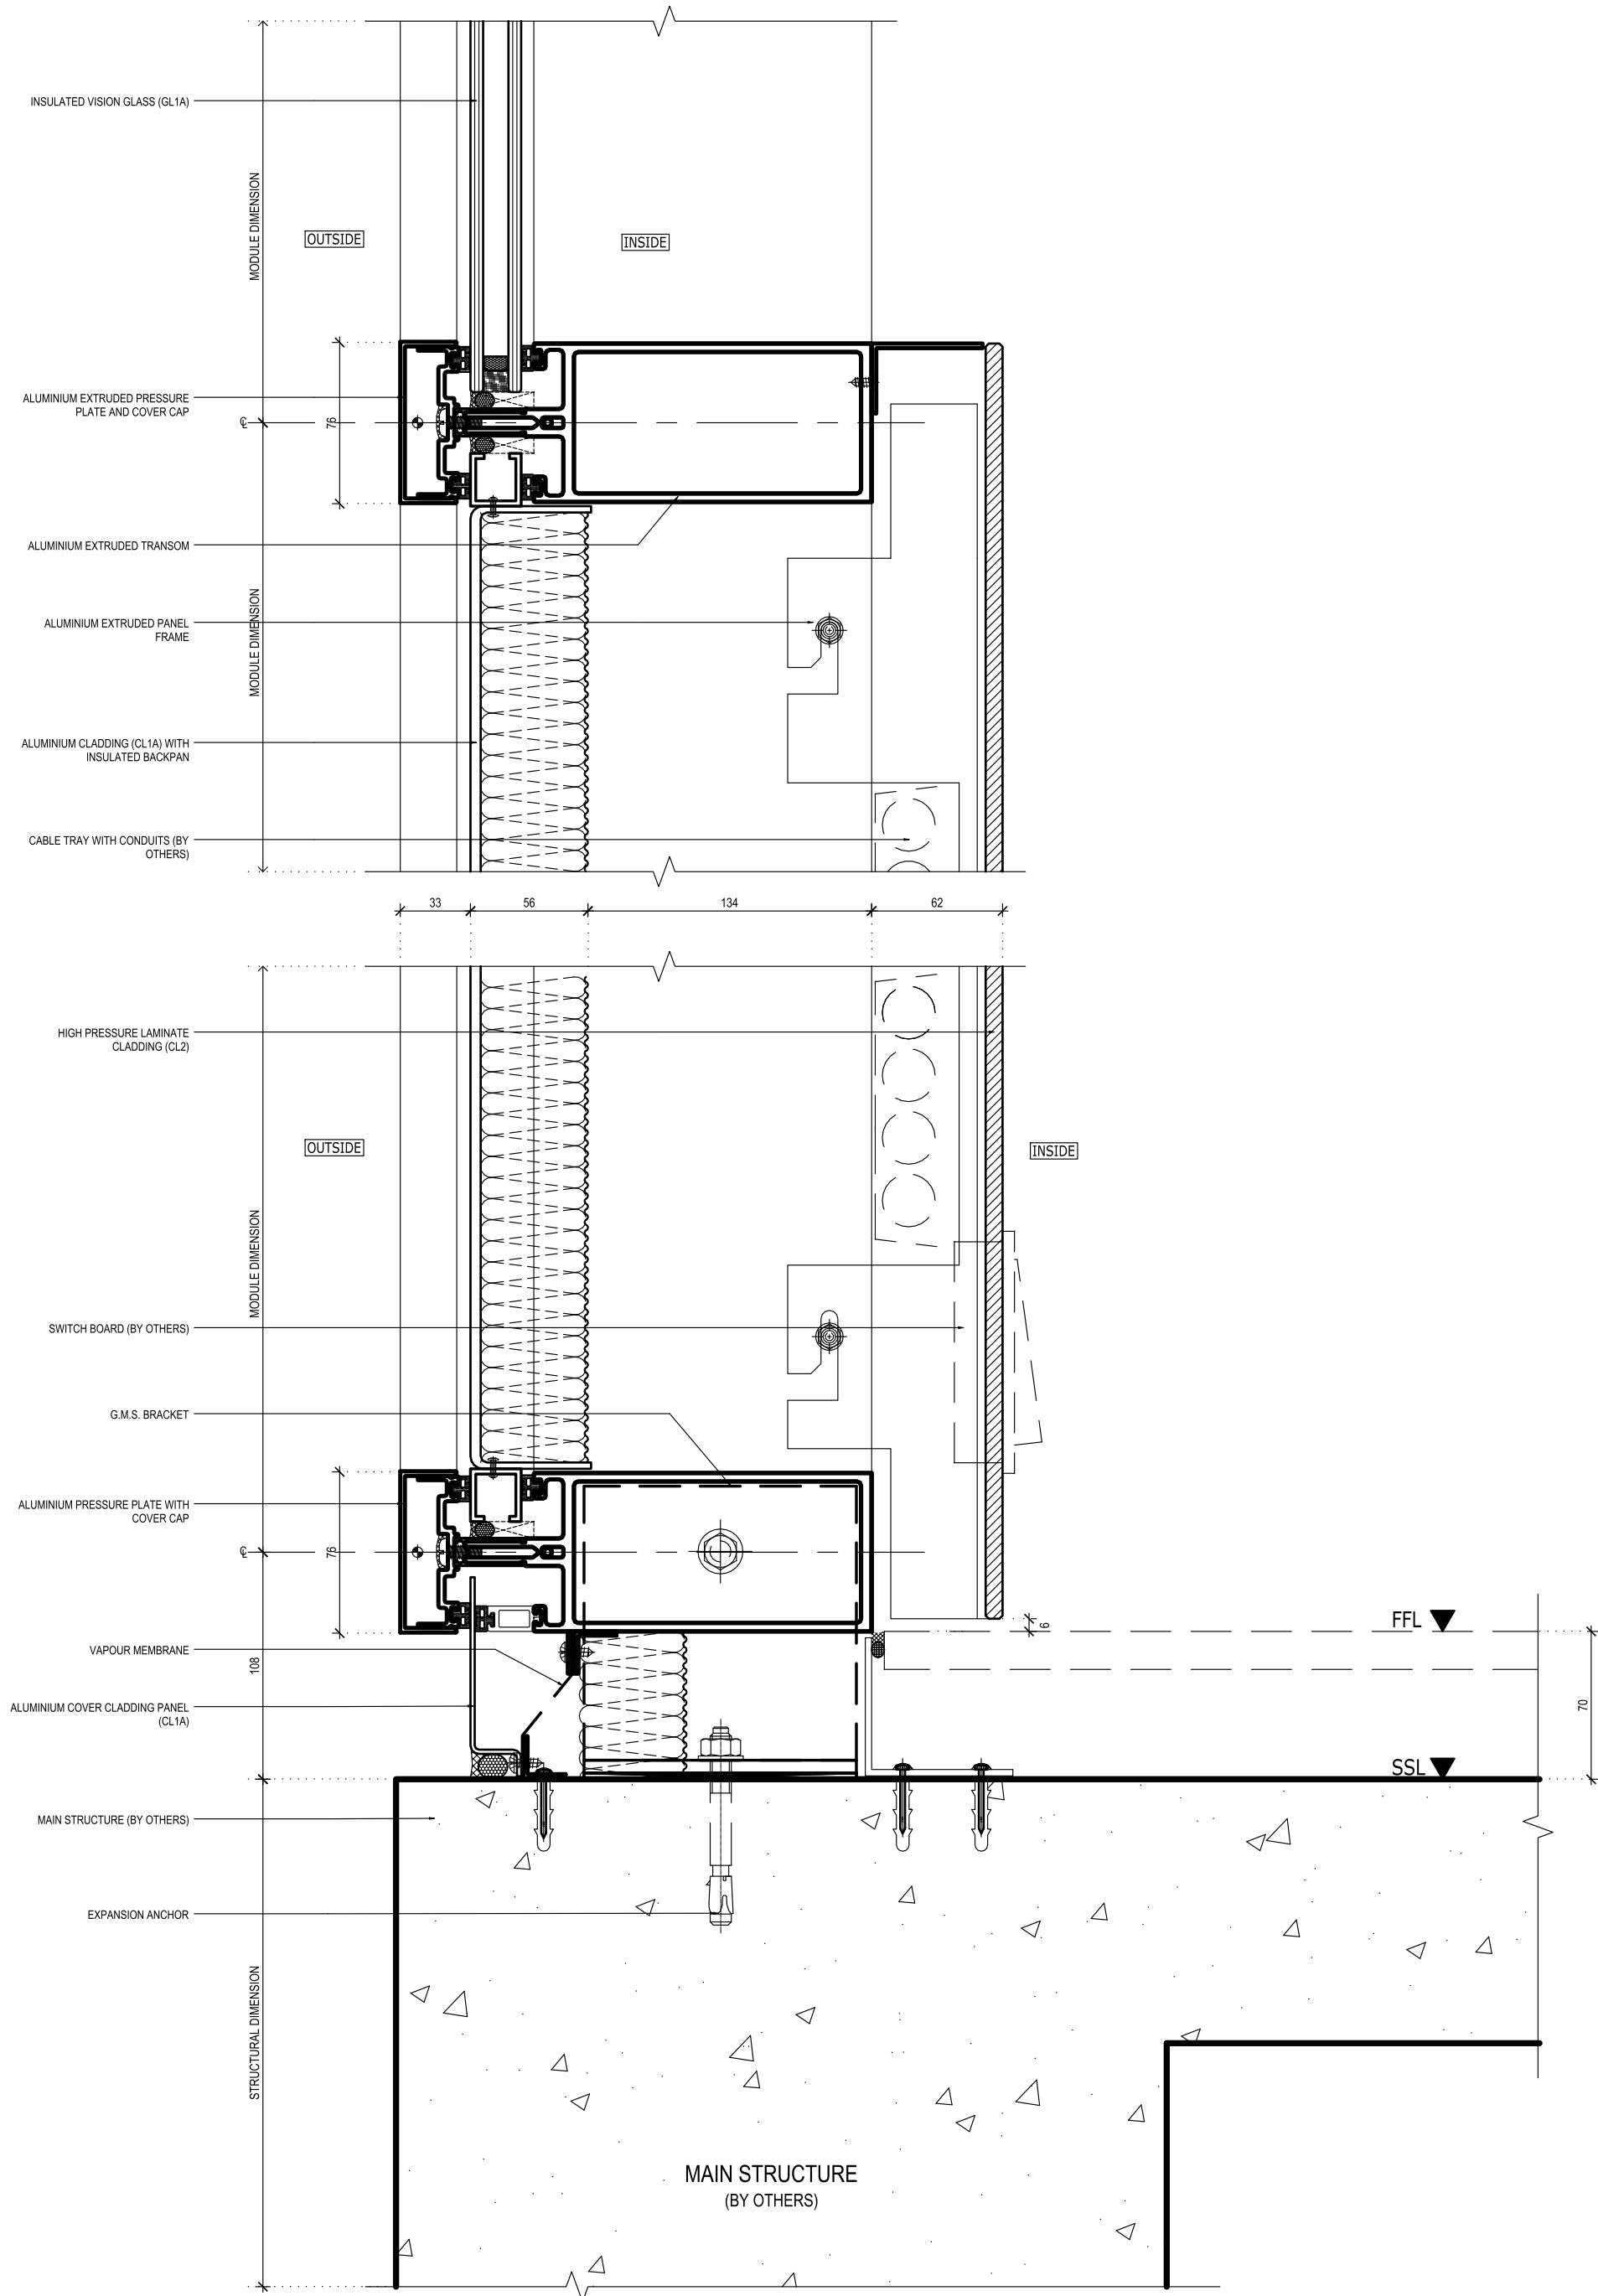 INSULATED VISION GLASS (GL1A)
MODULE DIMENSION
OUTSIDE
INSIDE
ALUMINIUM EXTRUDED PRESSURE
PLATE AND COVER CAP
℄
76
ALUMINIUM EXTRUDED TRANSOM
MODULE DIMENSION
ALUMINIUM EXTRUDED PANEL
FRAME
ALUMINIUM CLADDING (CL1A) WITH
INSULATED BACKPAN
CABLE TRAY WITH CONDUITS (BY
OTHERS)
33 56 134 62
HIGH PRESSURE LAMINATE
CLADDING (CL2)
OUTSIDE
INSIDE
MODULE DIMENSION
SWITCH BOARD (BY OTHERS)
G.M.S. BRACKET
ALUMINIUM PRESSURE PLATE WITH
COVER CAP
℄
76
6
FFL
VAPOUR MEMBRANE
108
ALUMINIUM COVER CLADDING PANEL
(CL1A)
70
SSL
MAIN STRUCTURE (BY OTHERS)
EXPANSION ANCHOR
STRUCTURAL DIMENSION
MAIN STRUCTURE
(BY OTHERS)